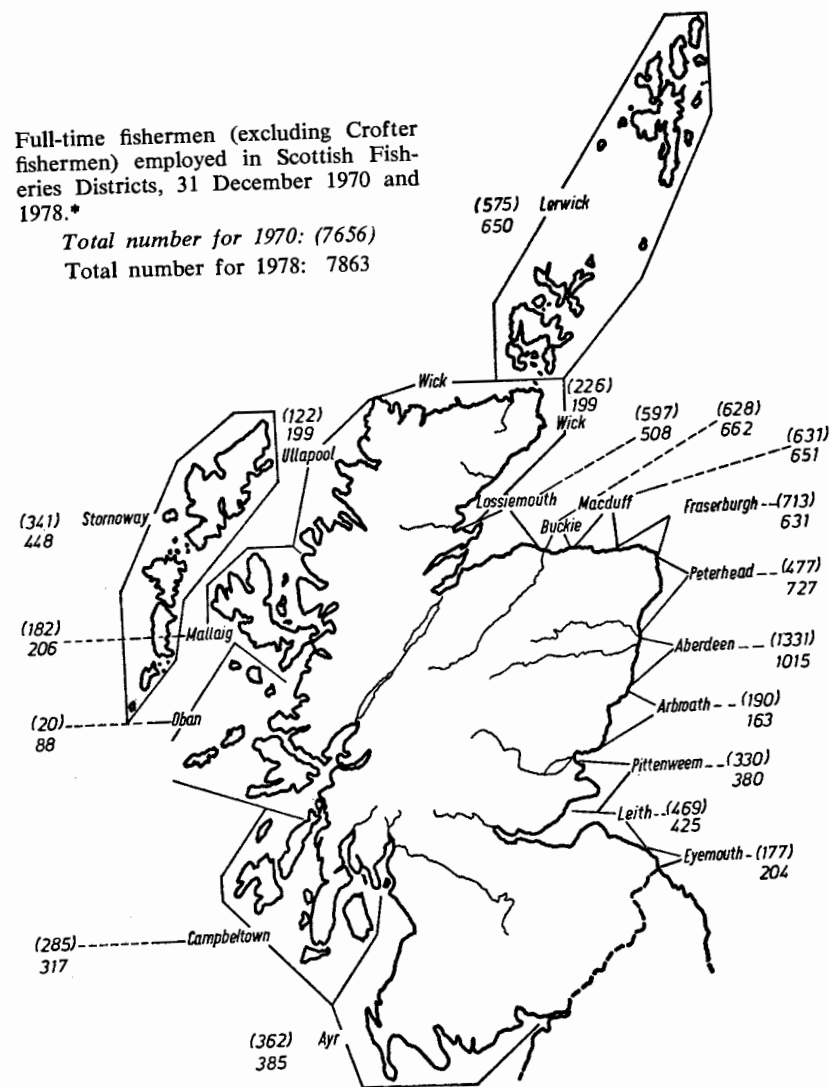 Full-time fishermen (excluding Crofter
fishermen) employed in Scottish Fish-
eries Districts, 31 December 1970 and
1978.*
Total number for 1970: (7656)
Total number for 1978: 7863
(575) Lerwick
650
Wick
(226)
199
Wick
(122)
199
Ullapool
(597)
508
(628)
662
(631)
651
Lossiemouth
Buckie
Macduff
Fraserburgh (713)
631
(341) Stornoway
448
Peterhead (477)
727
(182) Mallaig
206
Aberdeen (1331)
1015
(20) Oban
88
Arbroath (190)
163
Pittenweem (330)
380
Leith (469)
425
Eyemouth (177)
204
(285) Campbeltown
317
(362) Ayr
385